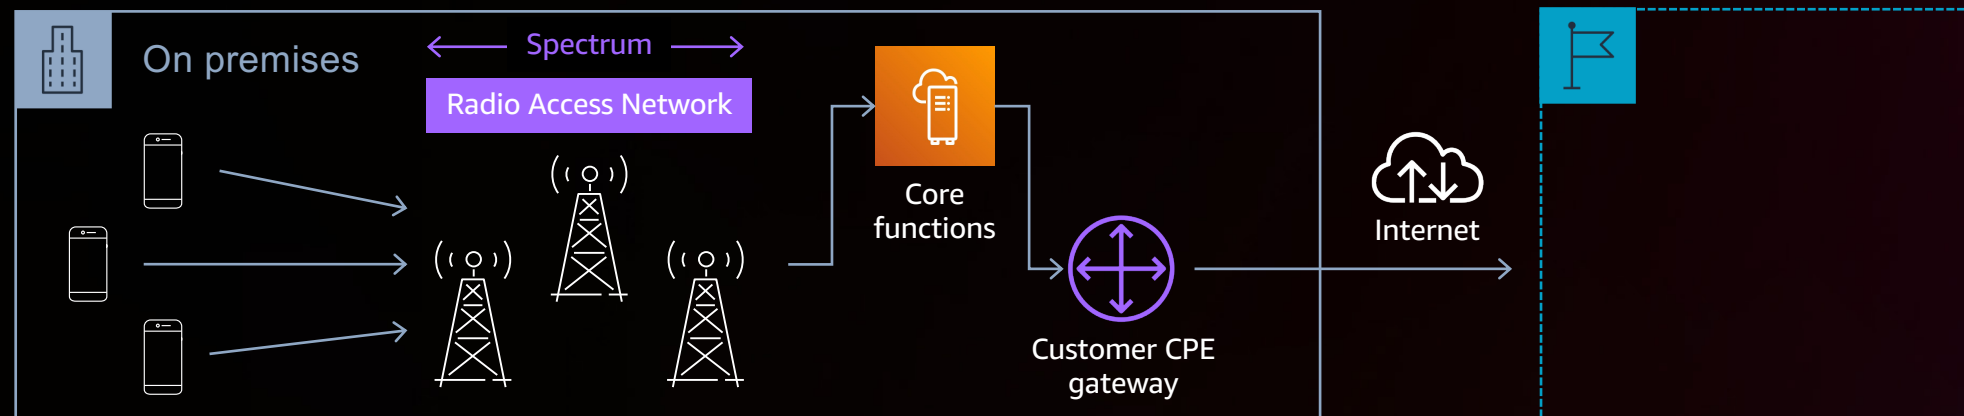 On premises
Spectrum
Radio Access Network
Core
functions
Internet
Customer CPE
gateway